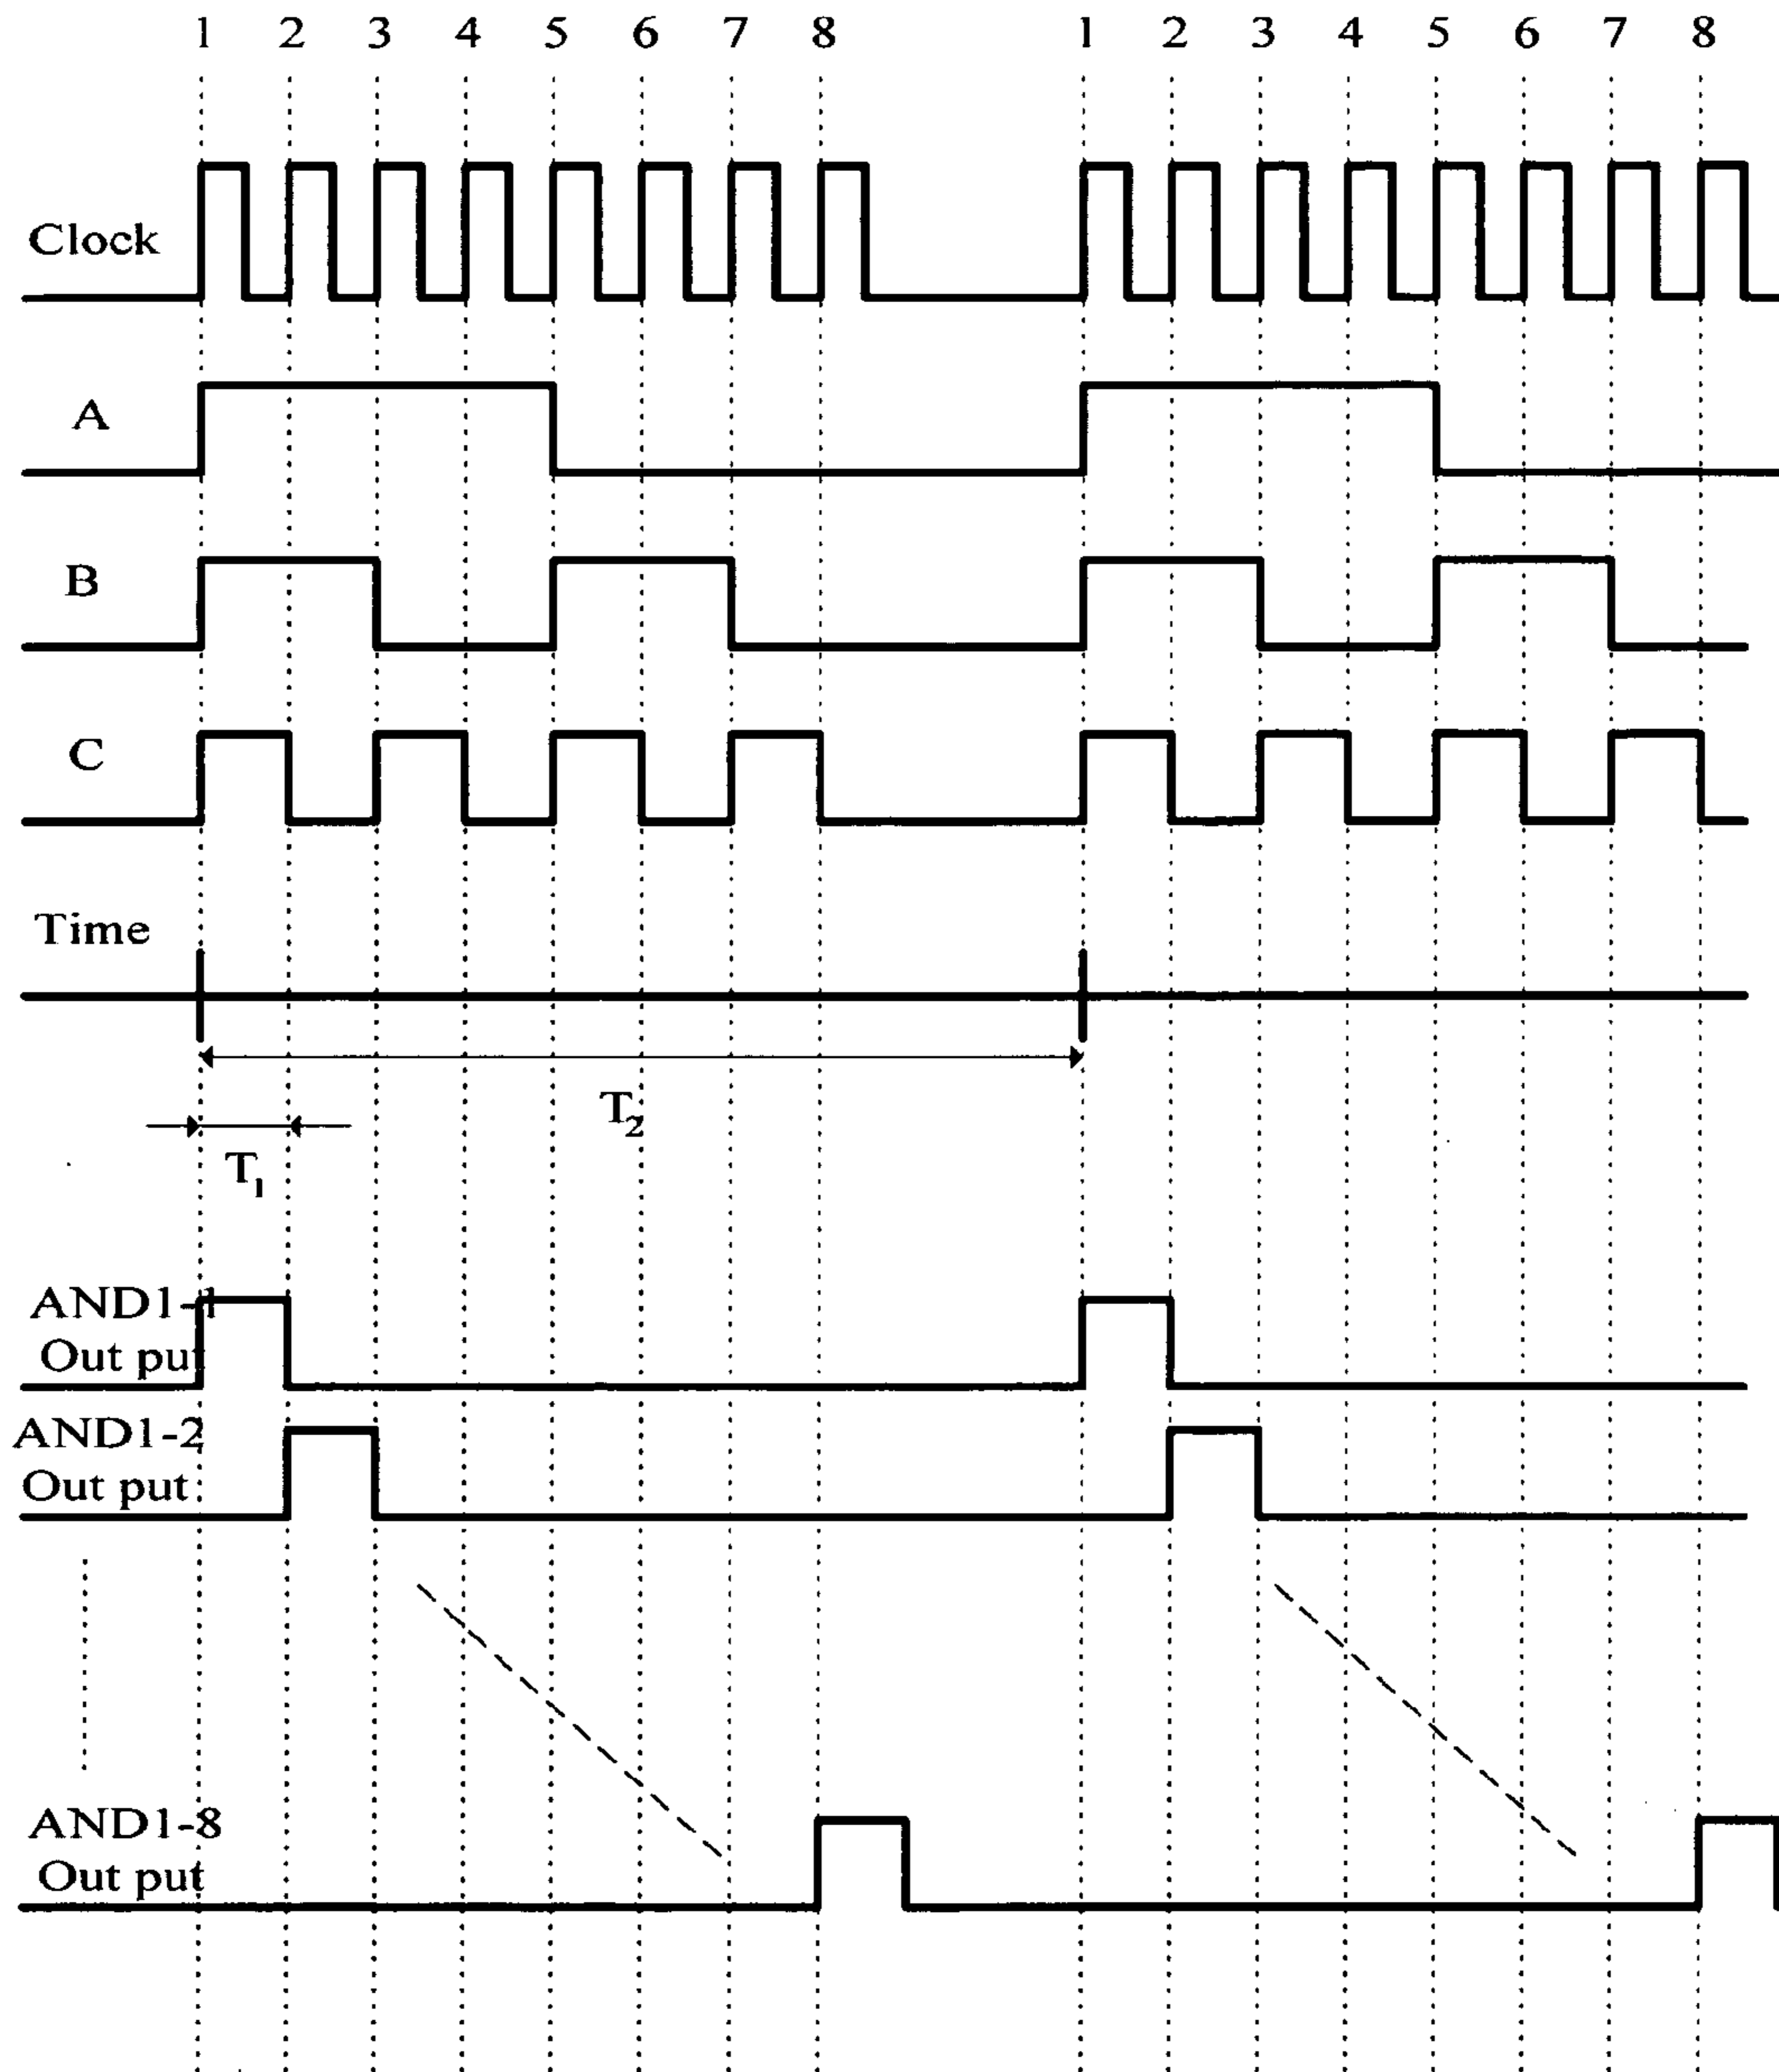 1 2 3 4 5 6 7 8 1 2 3 4 5 6 7 8
Clock
A
B
C
Time
T2
T1
AND1-1
Out put
AND1-2
Out put
AND1-8
Out put